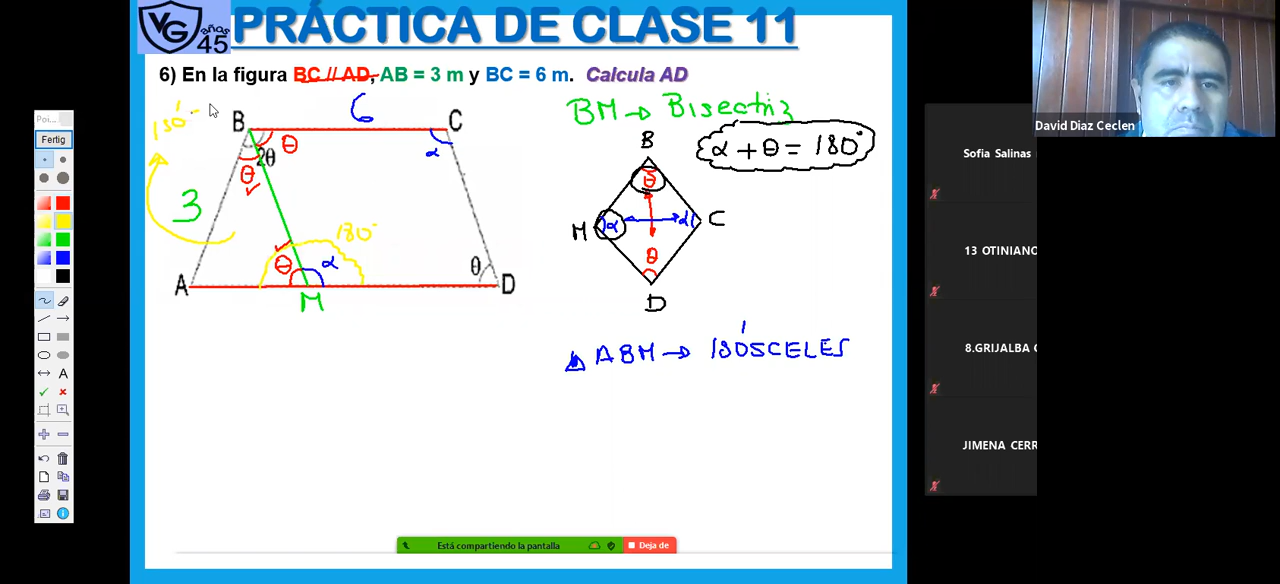 VG
años
45
PRÁCTICA DE CLASE 11
6) En la figura BC // AD, AB = 3 m y BC = 6 m. Calcula AD
Poi...
Fertig
A
6
BM → Bisectriz
B
C
θ
2θ
θ
α
3
180°
θ
α
θ
A
M
D
B
α + θ = 180°
θ
M
α
α
C
θ
D
ABM → ISÓSCELES
David Diaz Ceclen
Sofia Salinas
13 OTINIANO
8.GRIJALBA
JIMENA CERR
Está compartiendo la pantalla
Deja de